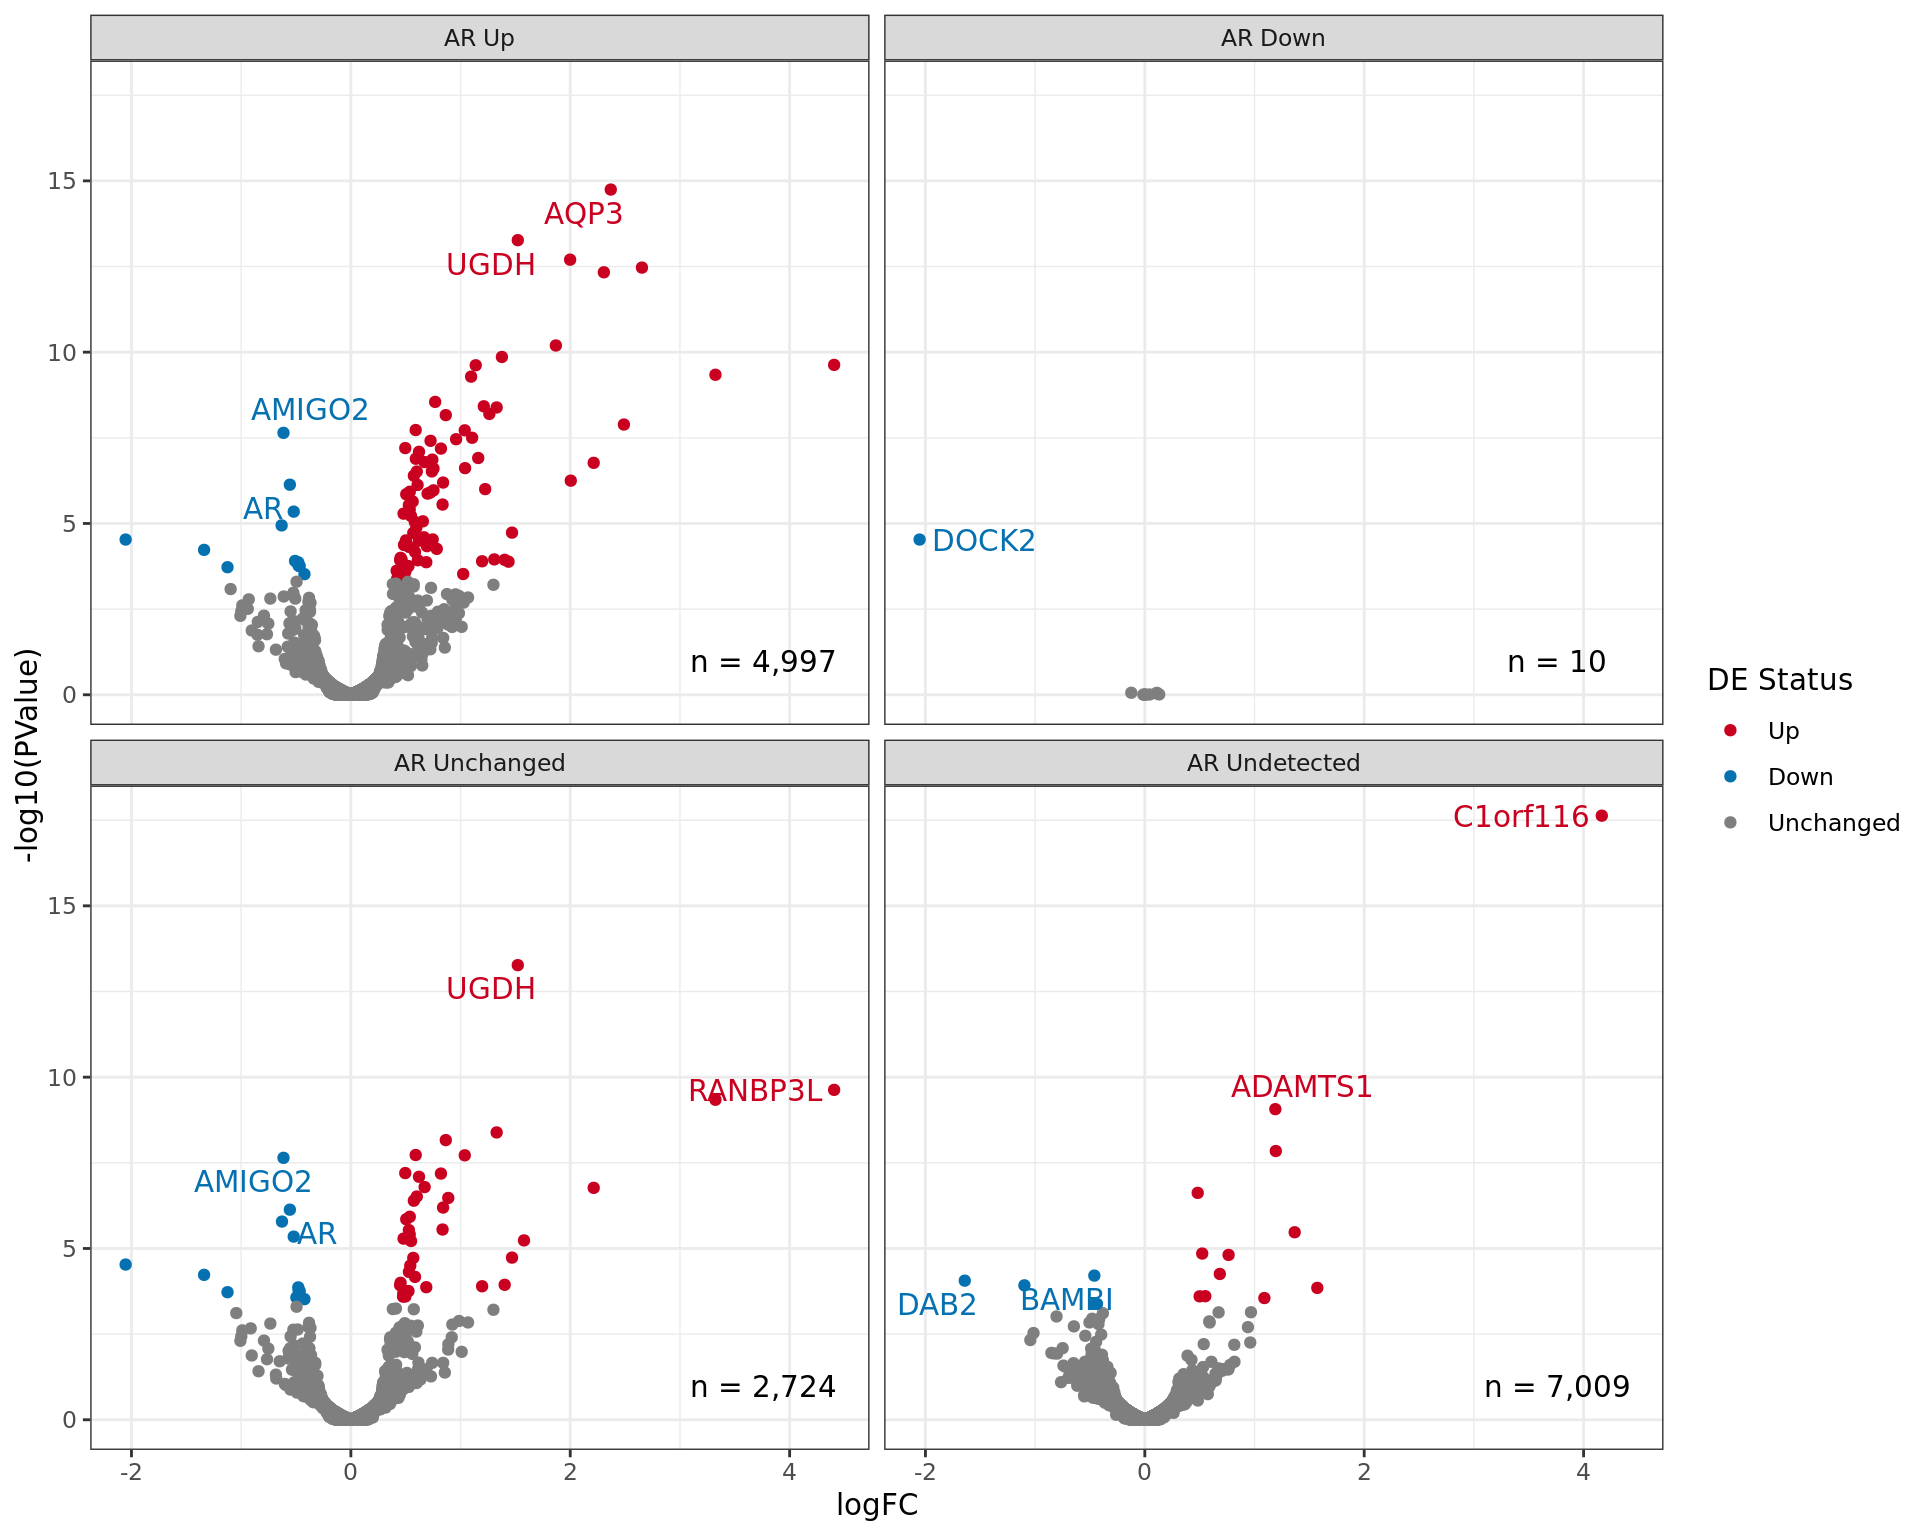 AR Up
AR Down
15
10
5
0
AQP3
UGDH
AMIGO2
AR
n = 4,997
DOCK2
n = 10
AR Unchanged
AR Undetected
15
10
5
0
UGDH
RANBP3L
AMIGO2
AR
n = 2,724
C1orf116
ADAMTS1
DAB2
BAMBI
n = 7,009
-2
0
2
4
-2
0
2
4
logFC
-log10(PValue)
DE Status
Up
Down
Unchanged